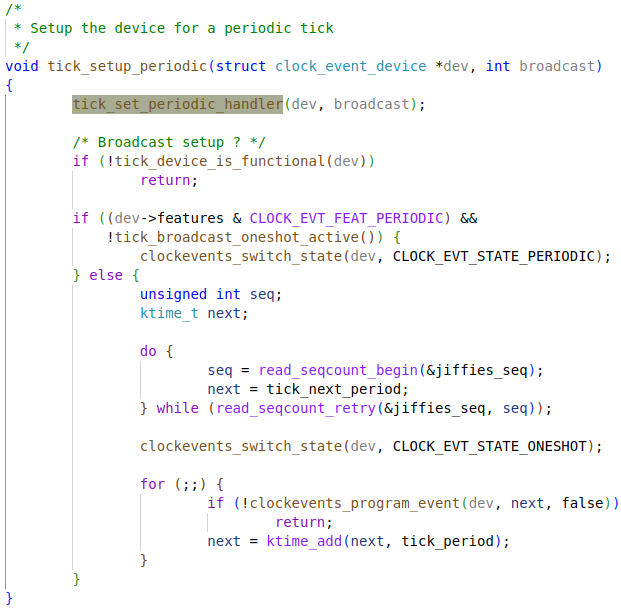 /*
 * Setup the device for a periodic tick
 */
void tick_setup_periodic(struct clock_event_device *dev, int broadcast)
{
        tick_set_periodic_handler(dev, broadcast);

        /* Broadcast setup ? */
        if (!tick_device_is_functional(dev))
                return;

        if ((dev->features & CLOCK_EVT_FEAT_PERIODIC) &&
            !tick_broadcast_oneshot_active()) {
                clockevents_switch_state(dev, CLOCK_EVT_STATE_PERIODIC);
        } else {
                unsigned int seq;
                ktime_t next;

                do {
                        seq = read_seqcount_begin(&jiffies_seq);
                        next = tick_next_period;
                } while (read_seqcount_retry(&jiffies_seq, seq));

                clockevents_switch_state(dev, CLOCK_EVT_STATE_ONESHOT);

                for (;;) {
                        if (!clockevents_program_event(dev, next, false))
                                return;
                        next = ktime_add(next, tick_period);
                }
        }
}